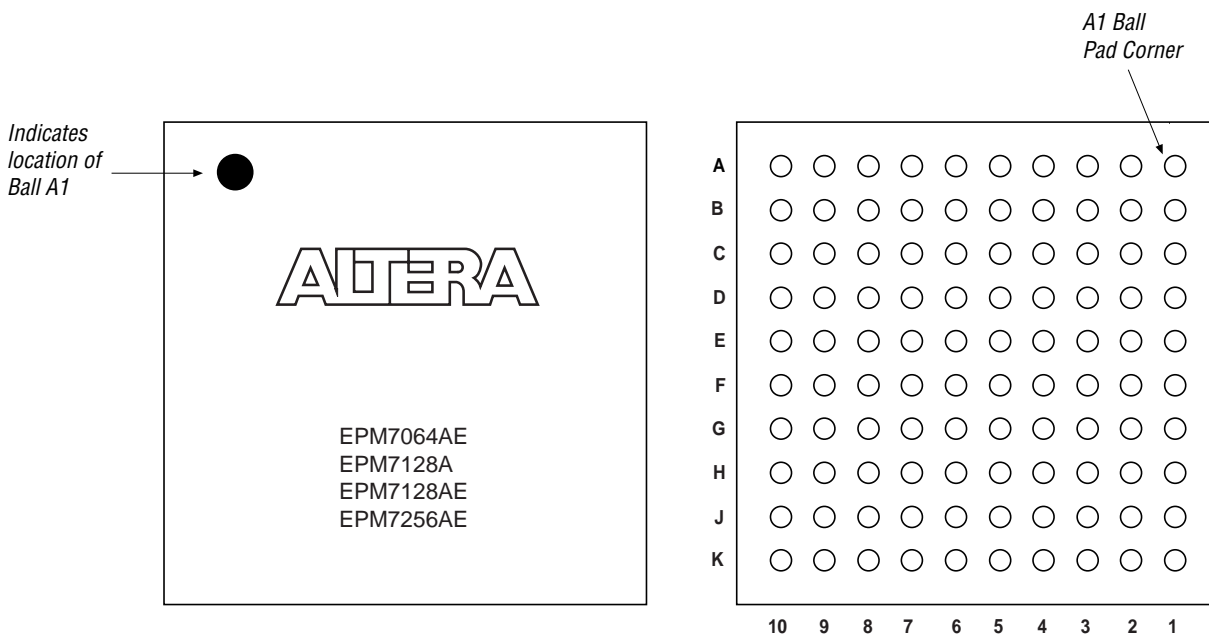 A1 Ball
Pad Corner
Indicates
location of
Ball A1
ALTERA
EPM7064AE
EPM7128A
EPM7128AE
EPM7256AE
A
B
C
D
E
F
G
H
J
K
10 9 8 7 6 5 4 3 2 1